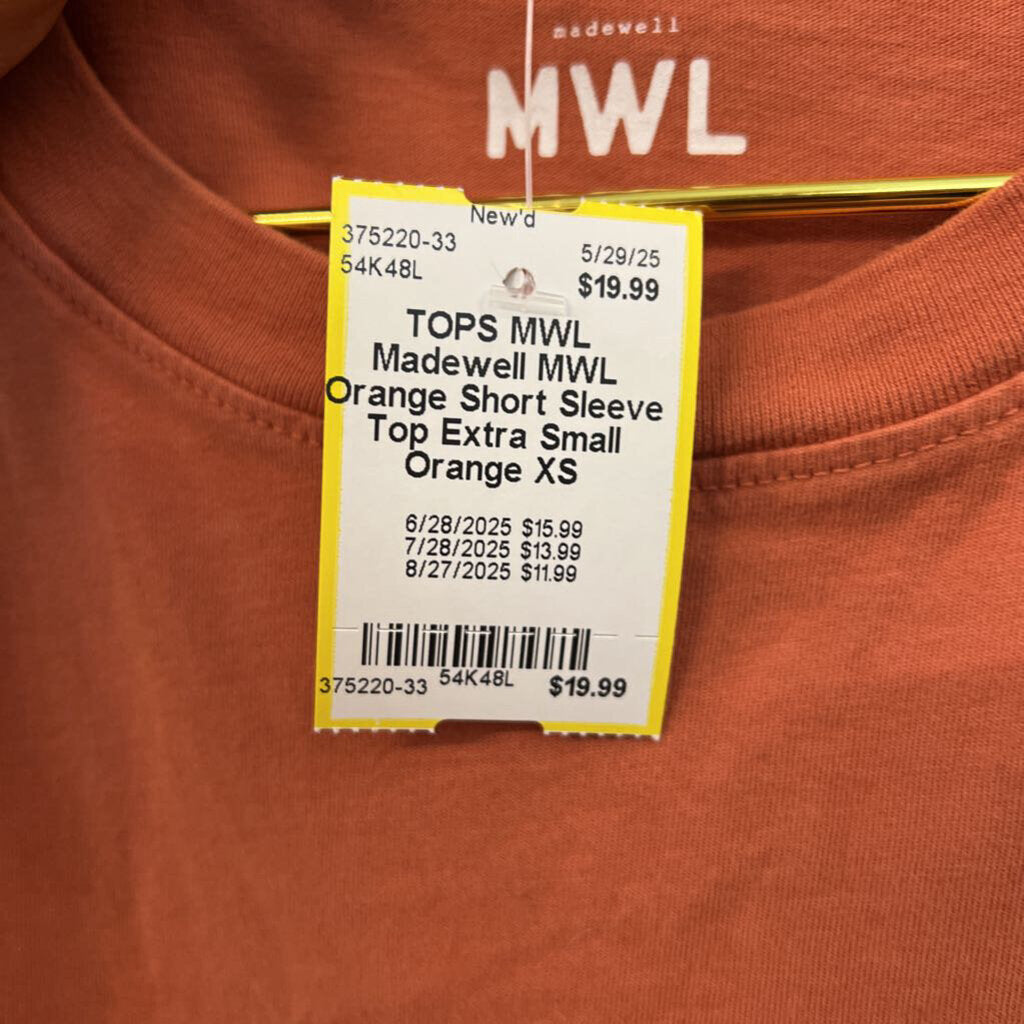 madewell
MWL
New'd
375220-33 5/29/25
54K48L $19.99
TOPS MWL
Madewell MWL
Orange Short Sleeve
Top Extra Small
Orange XS
6/28/2025 $15.99
7/28/2025 $13.99
8/27/2025 $11.99
375220-33 54K48L $19.99